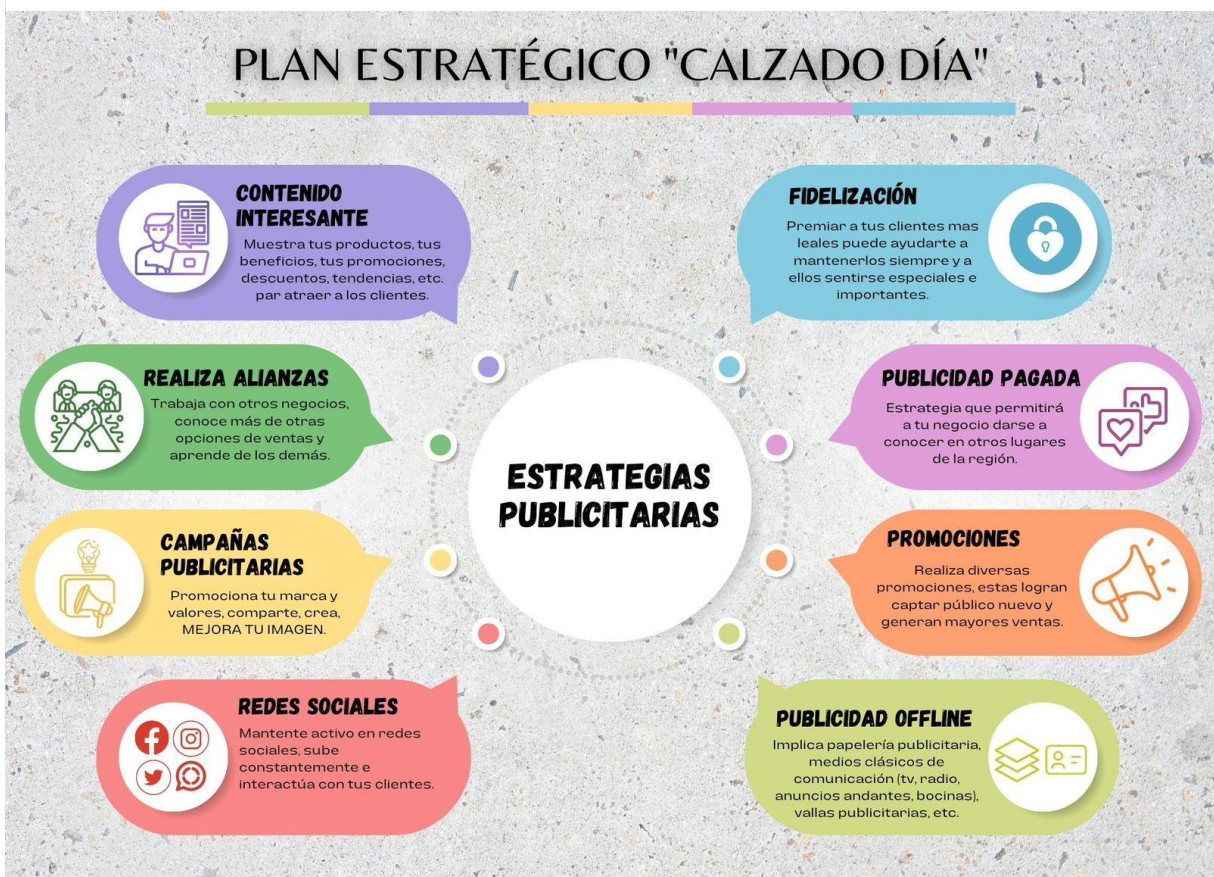 PLAN ESTRATÉGICO "CALZADO DÍA"
CONTENIDO
INTERESANTE
Muestra tus productos, tus
beneficios, tus promociones,
descuentos, tendencias, etc.
par atraer a los clientes.
FIDELIZACIÓN
Premiar a tus clientes mas
leales puede ayudarte a
mantenerlos siempre y a
ellos sentirse especiales e
importantes.
REALIZA ALIANZAS
Trabaja con otros negocios,
conoce más de otras
opciones de ventas y
aprende de los demás.
PUBLICIDAD PAGADA
Estrategia que permitirá
a tu negocio darse a
conocer en otros lugares
de la región.
ESTRATEGIAS
PUBLICITARIAS
CAMPAÑAS
PUBLICITARIAS
Promociona tu marca y
valores, comparte, crea,
MEJORA TU IMAGEN.
PROMOCIONES
Realiza diversas
promociones, estas logran
captar público nuevo y
generan mayores ventas.
REDES SOCIALES
Mantente activo en redes
sociales, sube
constantemente e
interactúa con tus clientes.
PUBLICIDAD OFFLINE
Implica papelería publicitaria,
medios clásicos de
comunicación (tv, radio,
anuncios andantes, bocinas),
vallas publicitarias, etc.